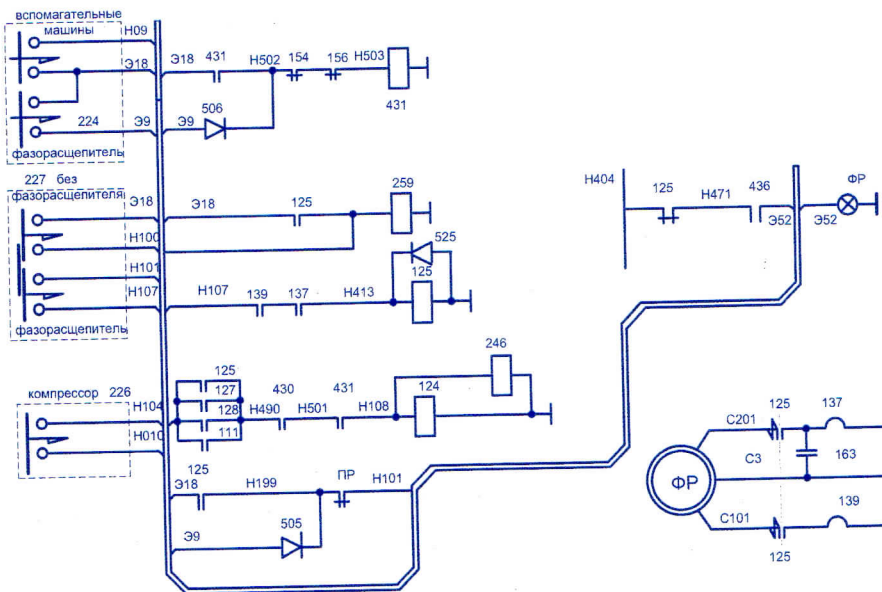 вспомагательные
машины
Н09
Э18
Э18
431
Н502
154
156
Н503
431
224
Э9
Э9
506
фазорасщепитель
227 без
фазорасщепителя
Э18
Э18
125
259
Н100
Н101
Н107
Н107
139
137
Н413
525
125
фазорасщепитель
Н404
125
Н471
436
Э52
Э52
ФР
компрессор 226
Н104
Н010
125
127
128
111
430
431
Н490
Н501
Н108
124
246
125
Э18
Н199
ПР
Н101
Э9
505
ФР
С201
125
137
С3
163
139
С101
125